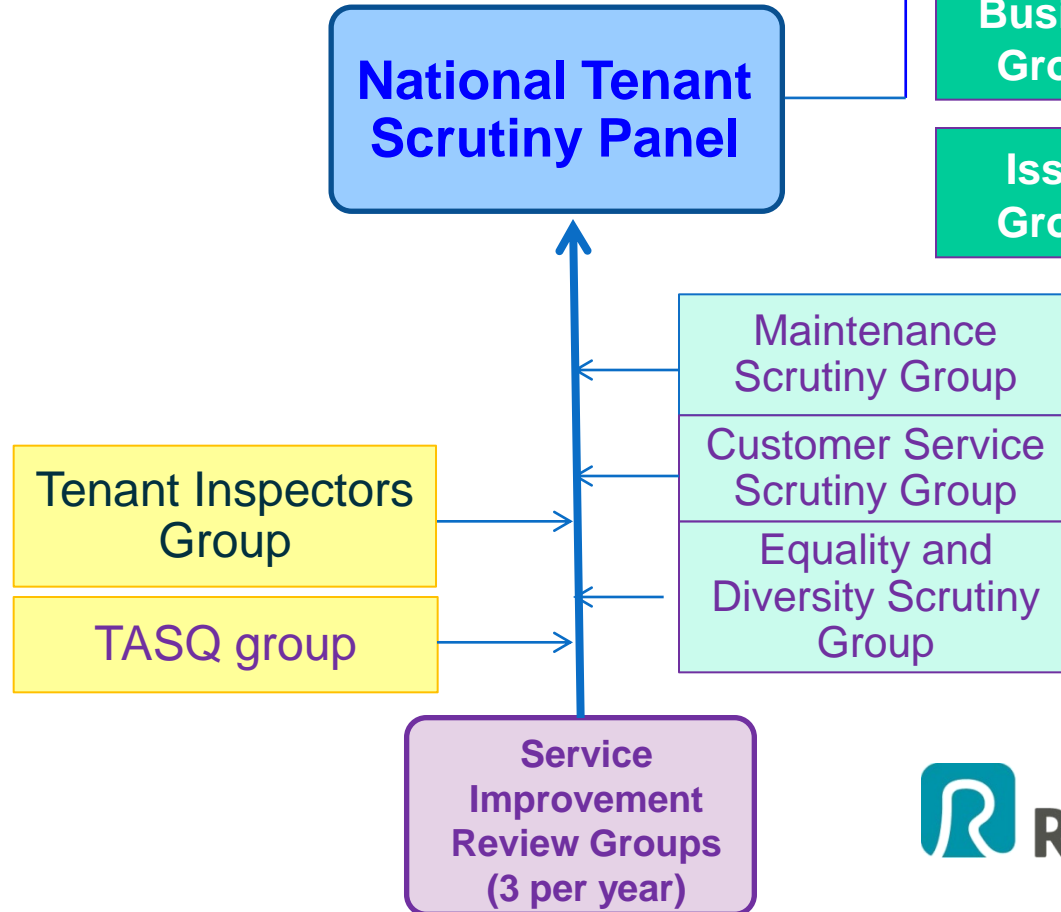 National Tenant
Scrutiny Panel
Maintenance
Scrutiny Group
Customer Service
Scrutiny Group
Equality and
Diversity Scrutiny
Group
Tenant Inspectors
Group
TASQ group
Service
Improvement
Review Groups
(3 per year)